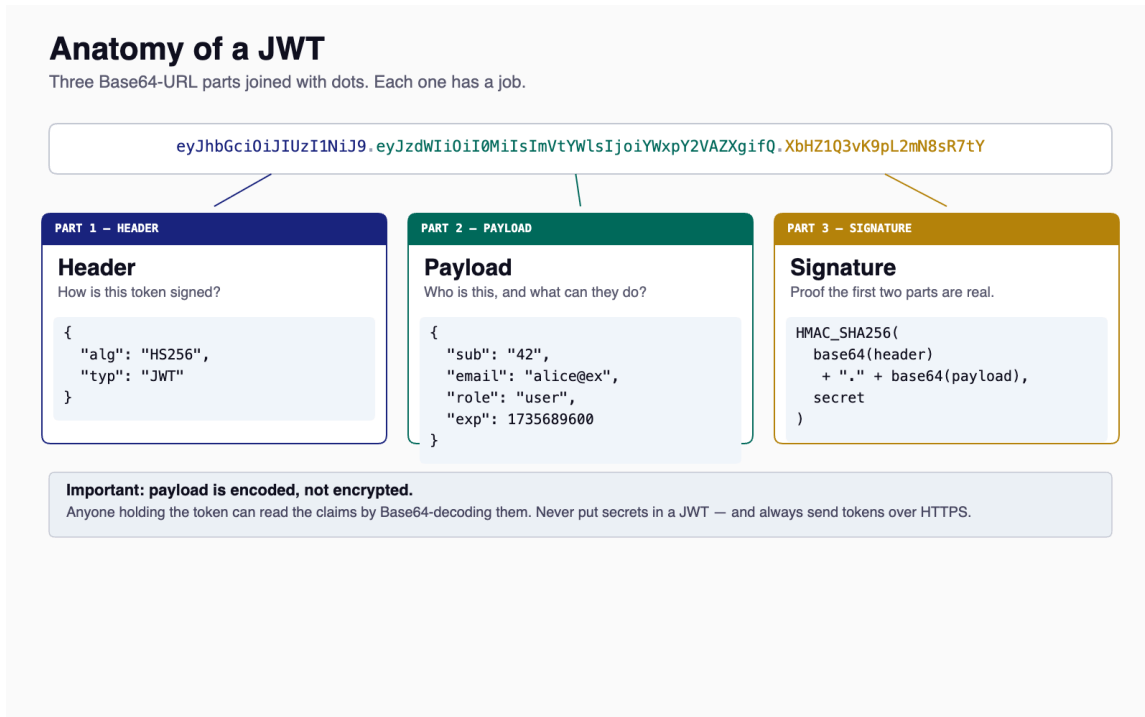 Anatomy of a JWT
Three Base64-URL parts joined with dots. Each one has a job.
eyJhbGciOiJIUzI1NiJ9.eyJzdWIiOiI0MiIsImVtYWlsIjoiYWxpY2VAZXgifQ.XbHZ1Q3vK9pL2mN8sR7tY
PART 1 — HEADER
Header
How is this token signed?
{
"alg": "HS256",
"typ": "JWT"
}
PART 2 — PAYLOAD
Payload
Who is this, and what can they do?
{
"sub": "42",
"email": "alice@ex",
"role": "user",
"exp": 1735689600
}
PART 3 — SIGNATURE
Signature
Proof the first two parts are real.
HMAC_SHA256(
base64(header)
+ "." + base64(payload),
secret
)
Important: payload is encoded, not encrypted.
Anyone holding the token can read the claims by Base64-decoding them. Never put secrets in a JWT — and always send tokens over HTTPS.